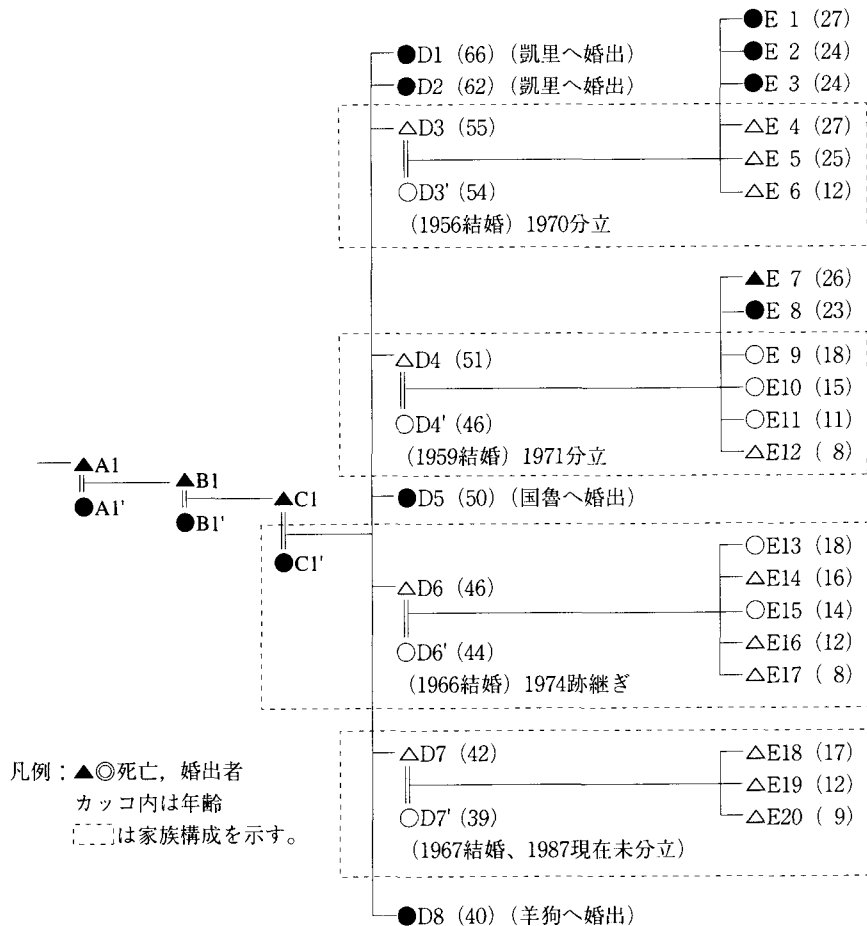 ●E 1 (27)
●D1 (66) (凱里へ婚出)
●E 2 (24)
●D2 (62) (凱里へ婚出)
●E 3 (24)
△D3 (55)
△E 4 (27)
△E 5 (25)
○D3' (54)
△E 6 (12)
(1956結婚) 1970分立
▲E 7 (26)
●E 8 (23)
△D4 (51)
○E 9 (18)
○E10 (15)
○D4' (46)
○E11 (11)
(1959結婚) 1971分立
△E12 ( 8)
▲A1
●A1'
▲B1
●B1'
▲C1
●C1'
●D5 (50) (国魯へ婚出)
○E13 (18)
△D6 (46)
△E14 (16)
○E15 (14)
○D6' (44)
△E16 (12)
(1966結婚) 1974跡継ぎ
△E17 ( 8)
△D7 (42)
△E18 (17)
△E19 (12)
○D7' (39)
△E20 ( 9)
(1967結婚、1987現在未分立)
●D8 (40) (羊狗へ婚出)
凡例：▲◎死亡，婚出者
カッコ内は年齢
は家族構成を示す。